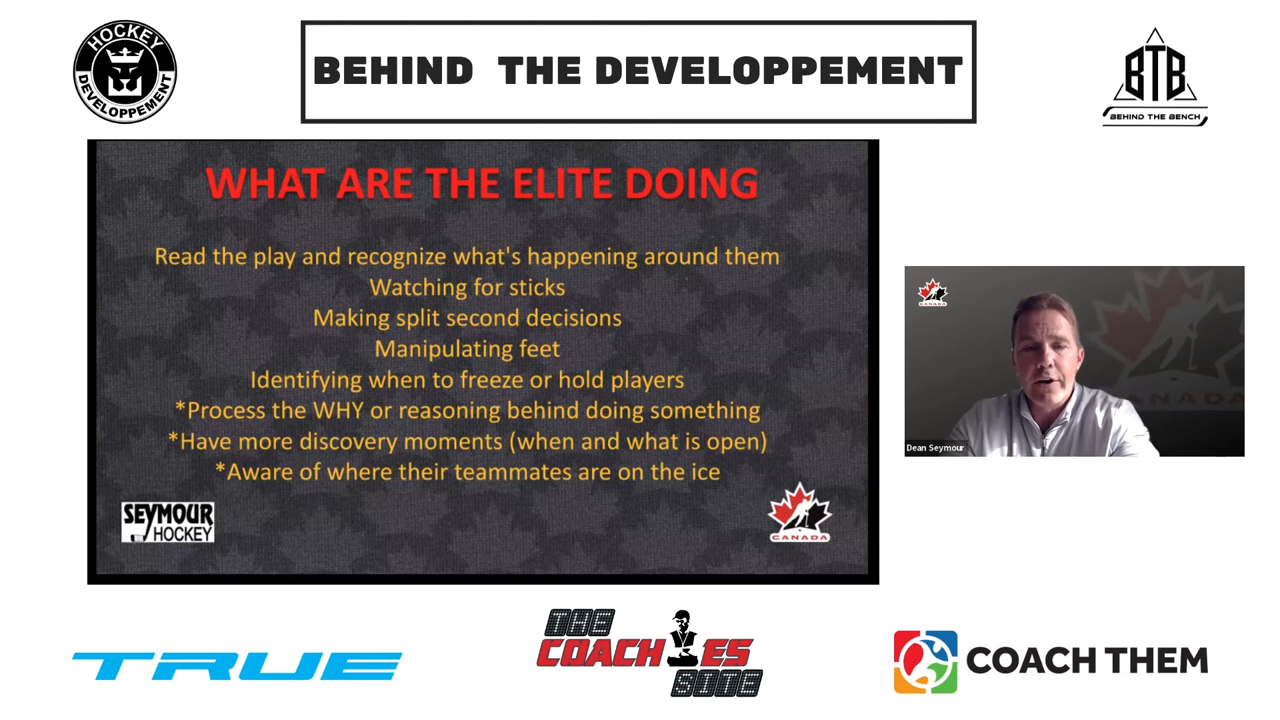 HOCKEY
DEVELOPPEMENT
BEHIND THE DEVELOPPEMENT
BTB
BEHIND THE BENCH
WHAT ARE THE ELITE DOING
Read the play and recognize what's happening around them
Watching for sticks
Making split second decisions
Manipulating feet
Identifying when to freeze or hold players
*Process the WHY or reasoning behind doing something
*Have more discovery moments (when and what is open)
*Aware of where their teammates are on the ice
SEYMOUR
HOCKEY
CANADA
Dean Seymour
TRUE
THE
COACHES
SITE
COACH THEM